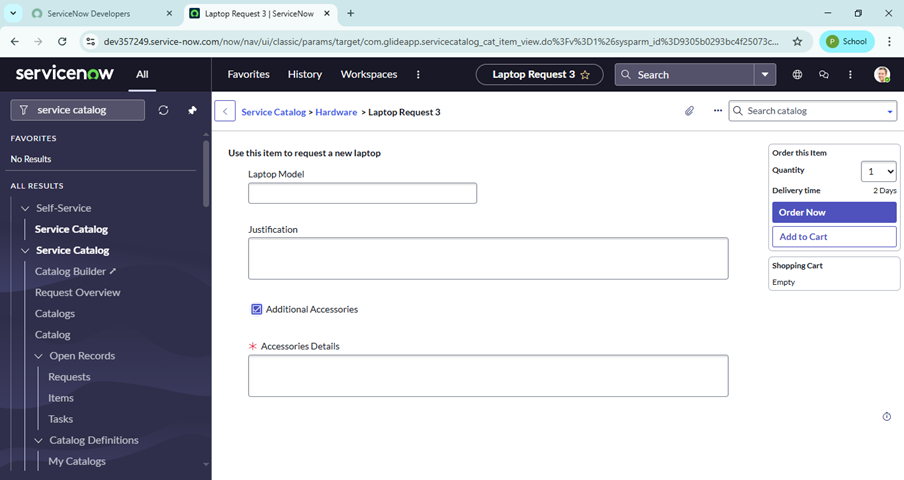 ServiceNow Developers
Laptop Request 3 | ServiceNow
dev357249.service-now.com/now/nav/ui/classic/params/target/com.glideapp.servicecatalog_cat_item_view.do%3Fv%3D1%26sysparm_id%3D9305b0293bc4f25073c...
P School
servicenow All Favorites History Workspaces Laptop Request 3 Search
service catalog
FAVORITES
No Results
ALL RESULTS
Self-Service
Service Catalog
Service Catalog
Catalog Builder
Request Overview
Catalogs
Catalog
Open Records
Requests
Items
Tasks
Catalog Definitions
My Catalogs
Service Catalog > Hardware > Laptop Request 3
Search catalog
Use this item to request a new laptop
Laptop Model
Justification
Additional Accessories
* Accessories Details
Order this Item
Quantity 1
Delivery time 2 Days
Order Now
Add to Cart
Shopping Cart
Empty